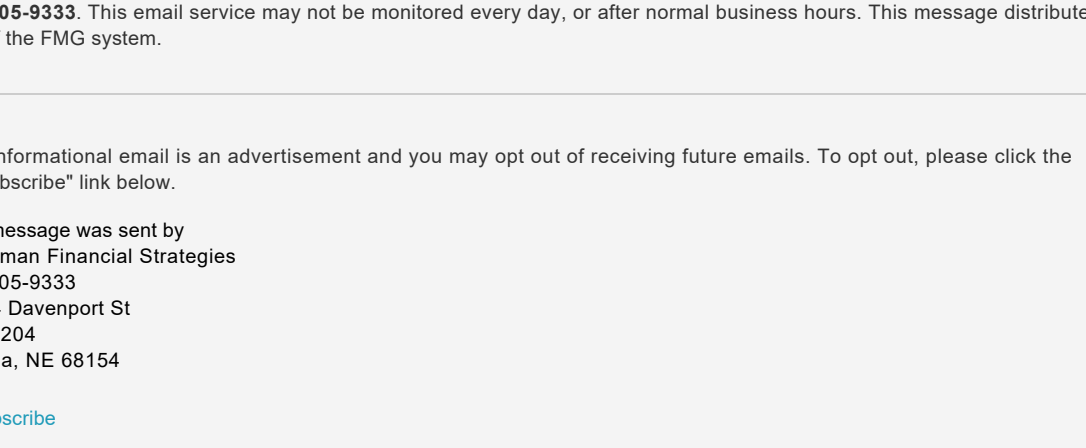 05-9333. This email service may not be monitored every day, or after normal business hours. This message distribute
the FMG system.
nformational email is an advertisement and you may opt out of receiving future emails. To opt out, please click the
bscribe" link below.
nessage was sent by
man Financial Strategies
05-9333
Davenport St
204
a, NE 68154
scribe